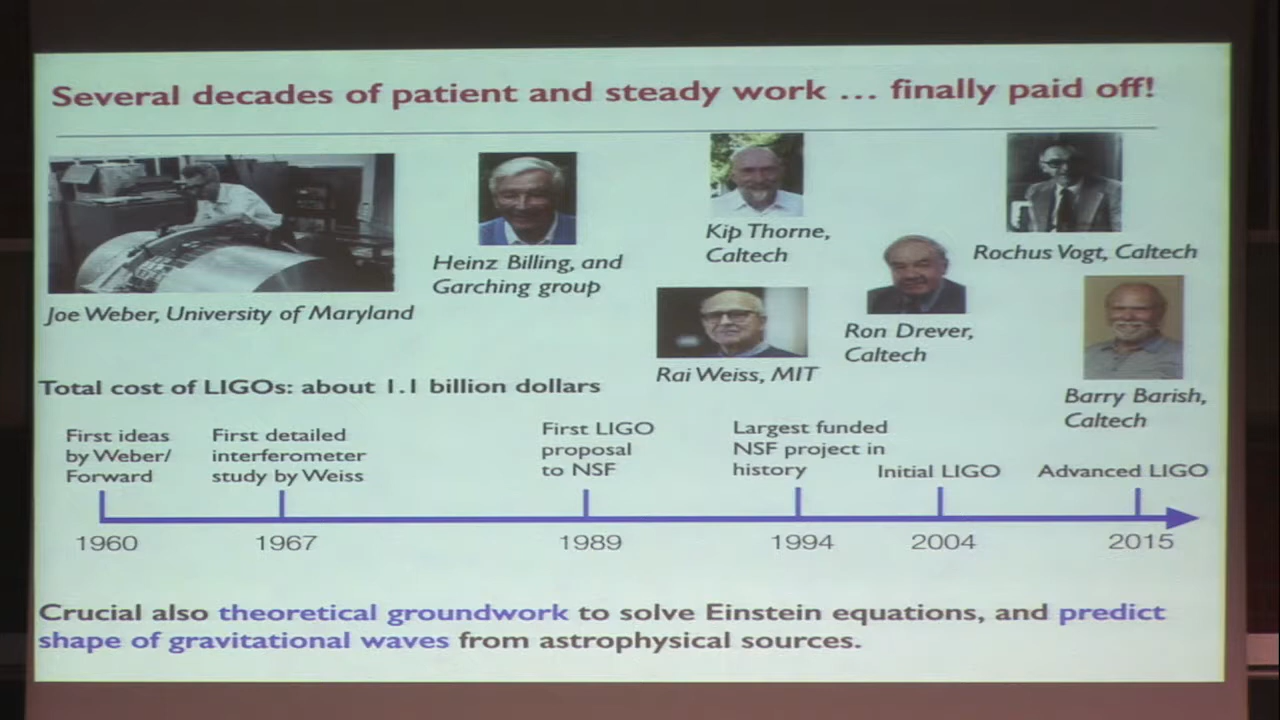 Several decades of patient and steady work ... finally paid off!
Joe Weber, University of Maryland
Heinz Billing, and
Garching group
Kip Thorne,
Caltech
Rochus Vogt, Caltech
Rai Weiss, MIT
Ron Drever,
Caltech
Barry Barish,
Caltech
Total cost of LIGOs: about 1.1 billion dollars
First ideas
by Weber/
Forward
First detailed
interferometer
study by Weiss
First LIGO
proposal
to NSF
Largest funded
NSF project in
history
Initial LIGO
Advanced LIGO
1960
1967
1989
1994
2004
2015
Crucial also theoretical groundwork to solve Einstein equations, and predict
shape of gravitational waves from astrophysical sources.